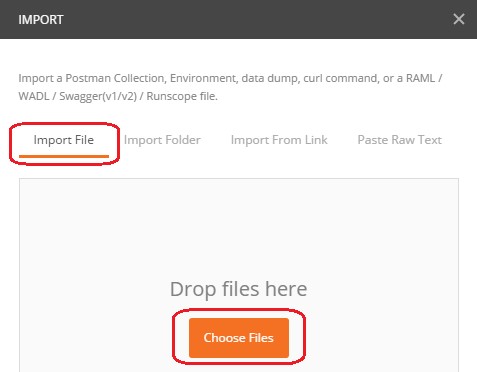 IMPORT
Import a Postman Collection, Environment, data dump, curl command, or a RAML /
WADL / Swagger(v1/v2) / Runscope file.
Import File Import Folder Import From Link Paste Raw Text
Drop files here
Choose Files